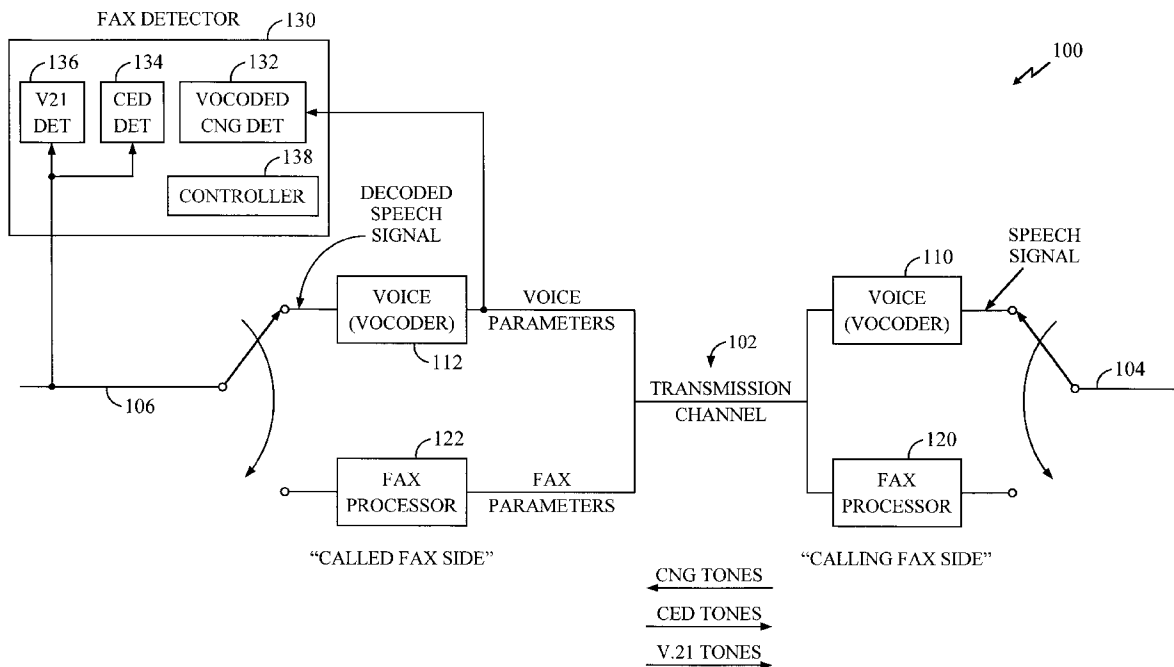 FAX DETECTOR
130
136
134
132
100
V21
DET
CED
DET
VOCODED
CNG DET
138
CONTROLLER
DECODED
SPEECH
SIGNAL
SPEECH
SIGNAL
110
VOICE
(VOCODER)
112
VOICE
PARAMETERS
VOICE
(VOCODER)
102
104
106
TRANSMISSION
CHANNEL
122
120
FAX
PROCESSOR
FAX
PARAMETERS
FAX
PROCESSOR
“CALLED FAX SIDE”
“CALLING FAX SIDE”
CNG TONES
CED TONES
V.21 TONES